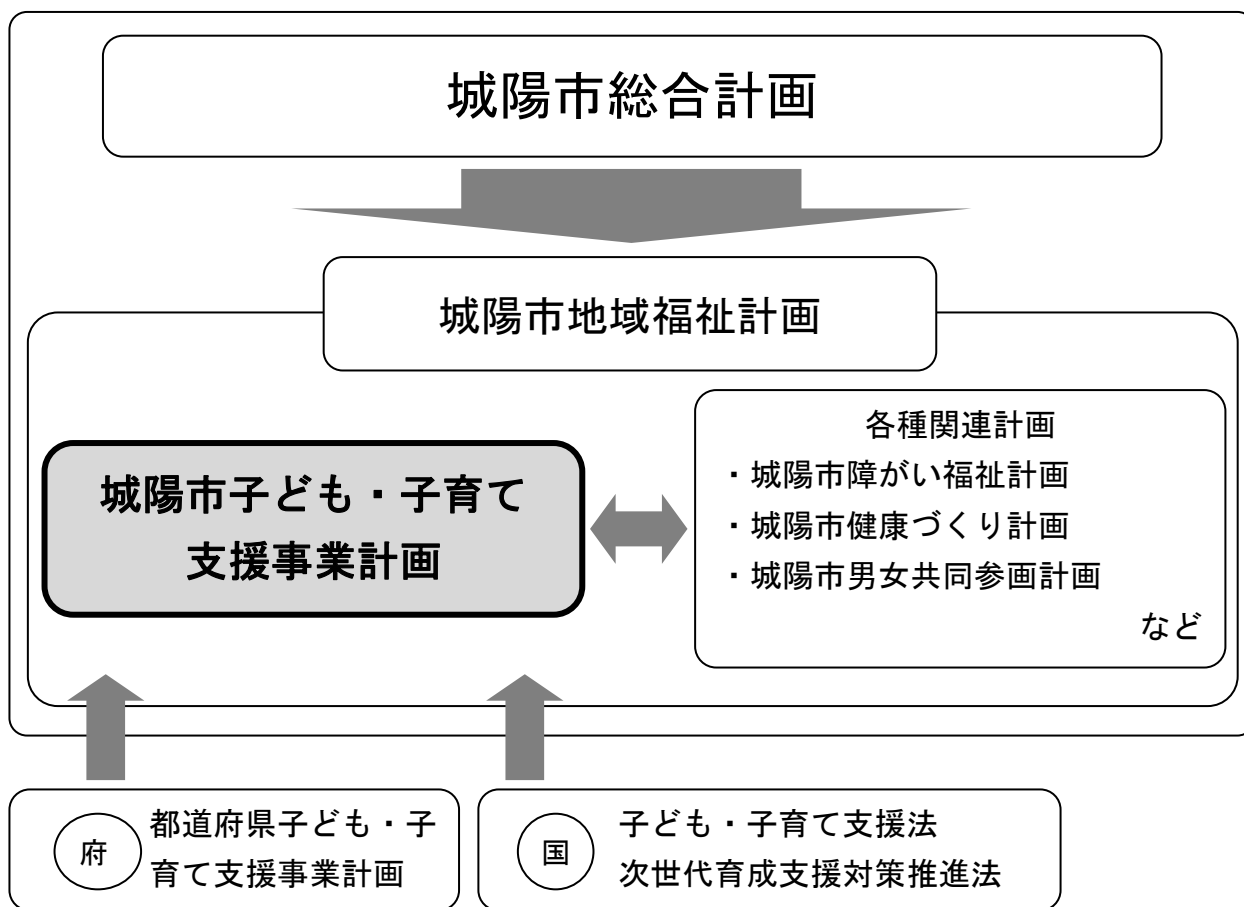 城陽市総合計画
城陽市地域福祉計画
城陽市子ども・子育て
支援事業計画
各種関連計画
・城陽市障がい福祉計画
・城陽市健康づくり計画
・城陽市男女共同参画計画
など
府
都道府県子ども・子
育て支援事業計画
国
子ども・子育て支援法
次世代育成支援対策推進法